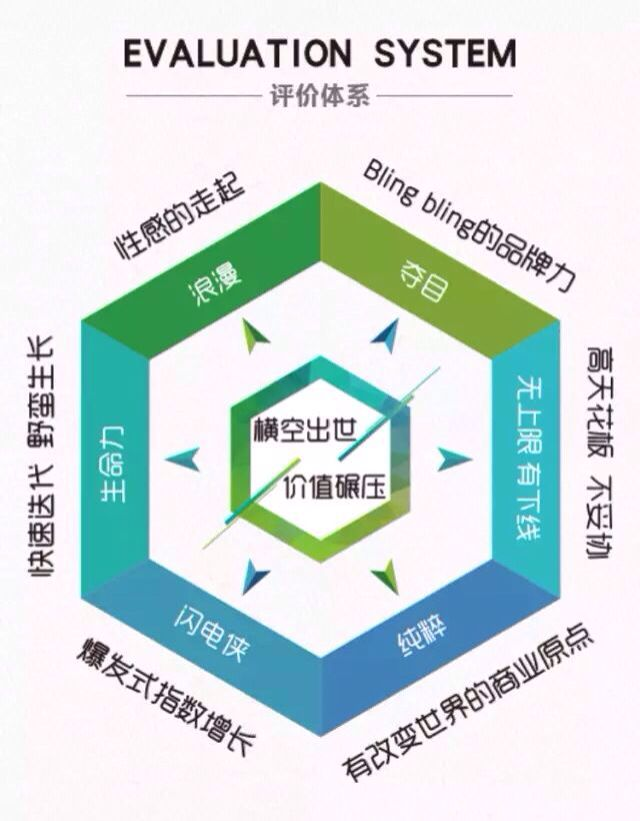 EVALUATION SYSTEM
评价体系
性感的走起
Bling bling的品牌力
浪漫
夺目
快速迭代 野蛮生长
生命力
横空出世
价值碾压
无上限 有下线
高天花板 不妥协
闪电侠
纯粹
爆发式指数增长
有改变世界的商业原点